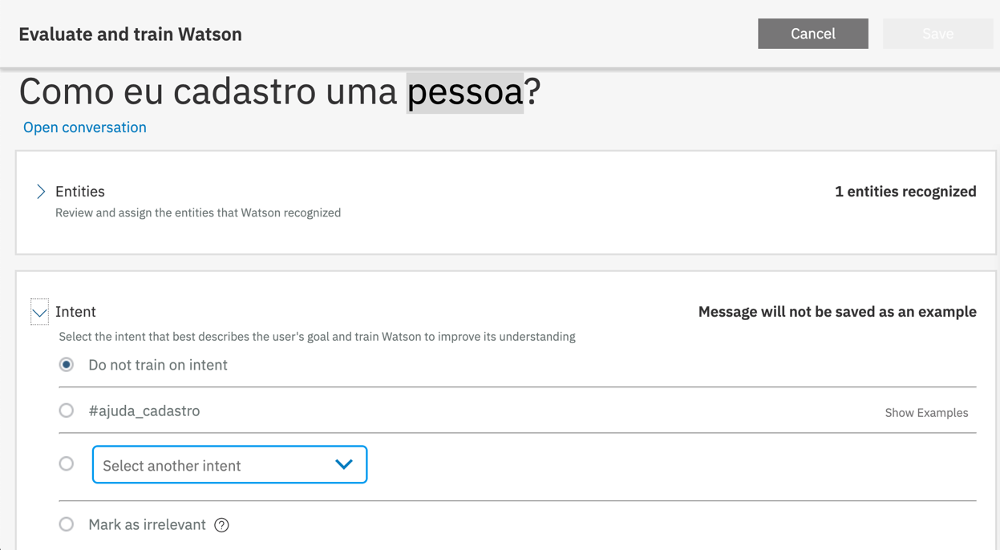 Evaluate and train Watson
Cancel
Save
Como eu cadastro uma pessoa?
Open conversation
Entities
1 entities recognized
Review and assign the entities that Watson recognized
Intent
Message will not be saved as an example
Select the intent that best describes the user's goal and train Watson to improve its understanding
Do not train on intent
#ajuda_cadastro
Show Examples
Select another intent
Mark as irrelevant ?